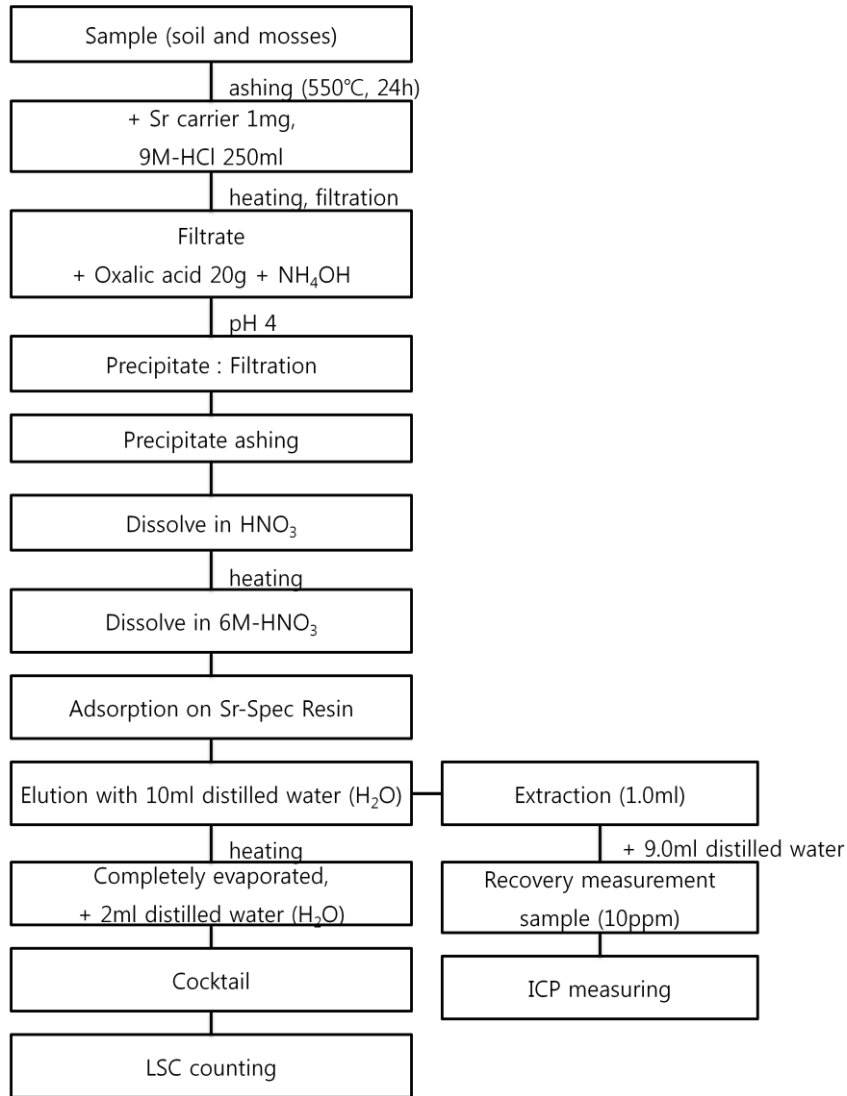 Sample (soil and mosses)
ashing (550℃, 24h)
+ Sr carrier 1mg,
9M-HCl 250ml
heating, filtration
Filtrate
+ Oxalic acid 20g + NH₄OH
pH 4
Precipitate : Filtration
Precipitate ashing
Dissolve in HNO₃
heating
Dissolve in 6M-HNO₃
Adsorption on Sr-Spec Resin
Elution with 10ml distilled water (H₂O)
Extraction (1.0ml)
heating
+ 9.0ml distilled water
Completely evaporated,
+ 2ml distilled water (H₂O)
Recovery measurement
sample (10ppm)
Cocktail
ICP measuring
LSC counting